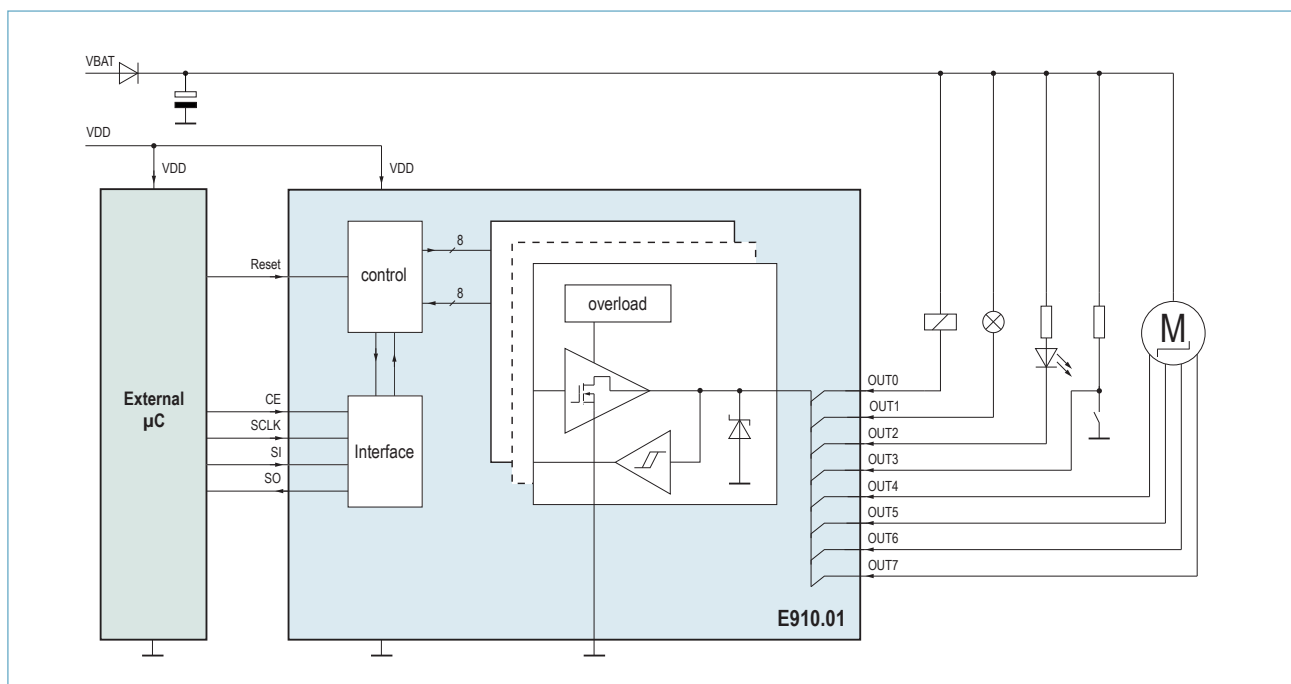 VBAT
VDD
VDD
VDD
Reset
control
8
8
overload
M
External
µC
CE
SCLK
SI
SO
Interface
OUT0
OUT1
OUT2
OUT3
OUT4
OUT5
OUT6
OUT7
E910.01